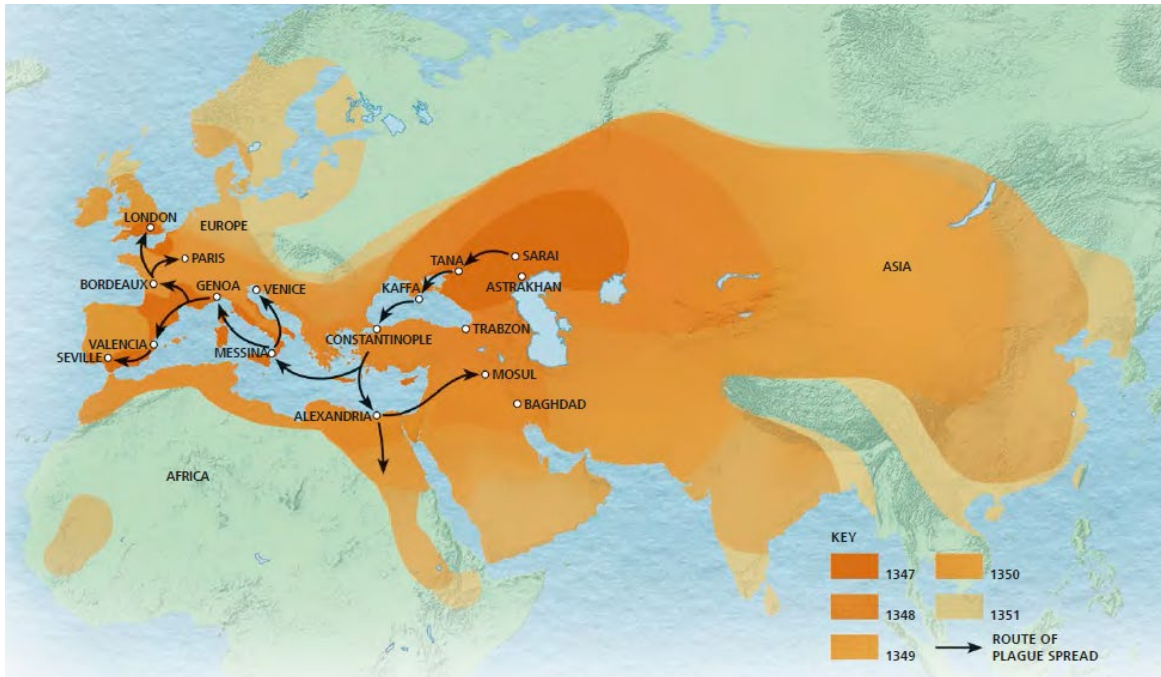 LONDON
EUROPE
PARIS
BORDEAUX
GENOA
VENICE
VALENCIA
SEVILLE
MESSINA
CONSTANTINOPLE
KAFFA
TANA
SARAI
ASTRAKHAN
TRABZON
MOSUL
BAGHDAD
ALEXANDRIA
AFRICA
ASIA
KEY
1347
1348
1349
1350
1351
ROUTE OF
PLAGUE SPREAD